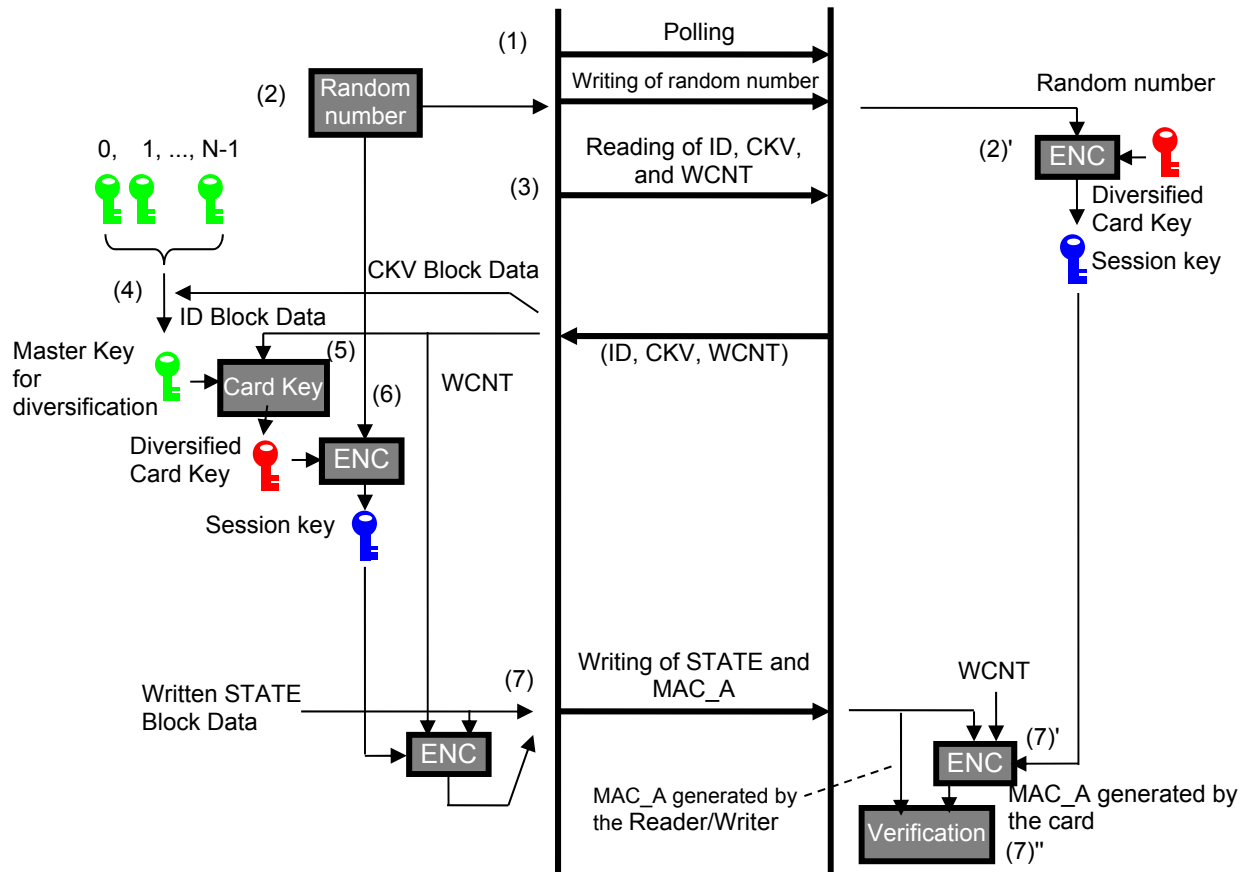 (1)
Polling
(2)
Random
number
Writing of random number
Random number
0, 1, ..., N-1
Reading of ID, CKV,
and WCNT
(2)'
ENC
(3)
Diversified
Card Key
CKV Block Data
Session key
(4)
ID Block Data
(5)
(ID, CKV, WCNT)
Master Key
for
diversification
Card Key
(6)
WCNT
Diversified
Card Key
ENC
Session key
Writing of STATE and
MAC_A
(7)
WCNT
Written STATE
Block Data
ENC
(7)'
ENC
MAC_A generated by
the Reader/Writer
MAC_A generated by
the card
Verification
(7)"